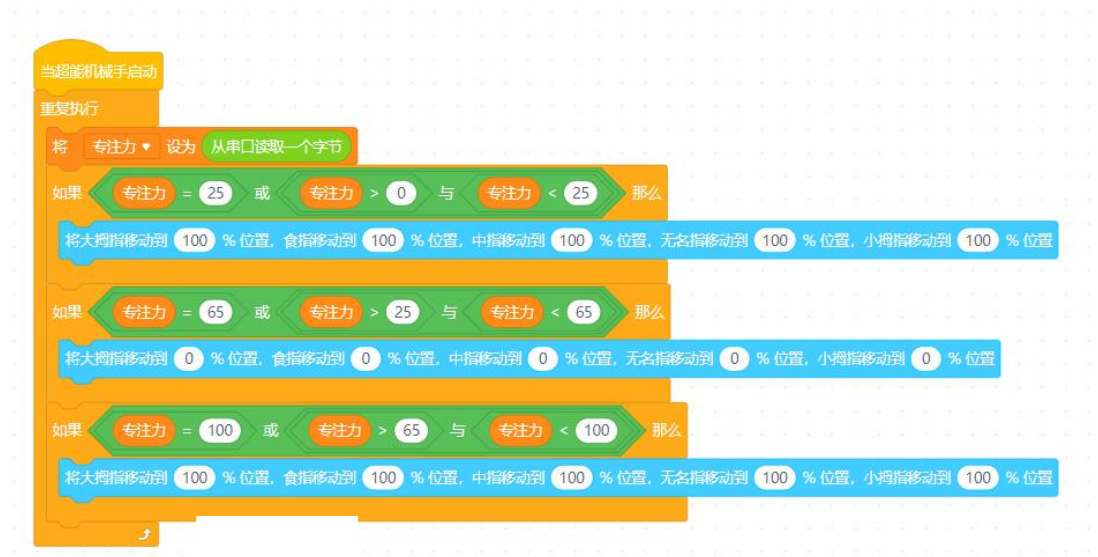 当超能机械手启动
重复执行
将 专注力 设为 从串口读取一个字节
如果 专注力 = 25 或 专注力 > 0 与 专注力 < 25 那么
将大拇指移动到 100 % 位置, 食指移动到 100 % 位置, 中指移动到 100 % 位置, 无名指移动到 100 % 位置, 小拇指移动到 100 % 位置
如果 专注力 = 65 或 专注力 > 25 与 专注力 < 65 那么
将大拇指移动到 0 % 位置, 食指移动到 0 % 位置, 中指移动到 0 % 位置, 无名指移动到 0 % 位置, 小拇指移动到 0 % 位置
如果 专注力 = 100 或 专注力 > 65 与 专注力 < 100 那么
将大拇指移动到 100 % 位置, 食指移动到 100 % 位置, 中指移动到 100 % 位置, 无名指移动到 100 % 位置, 小拇指移动到 100 % 位置